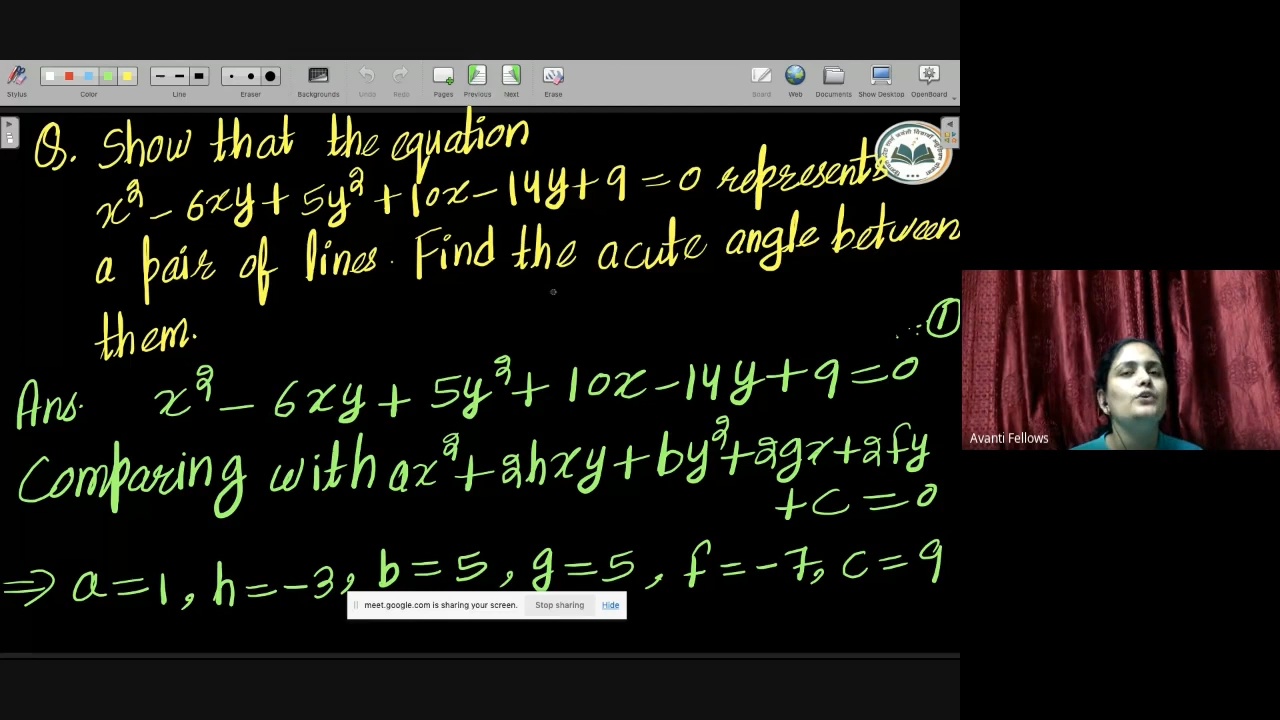 Stylus Color Line Eraser Backgrounds Undo Redo Pages Previous Next Erase Board Web Documents Show Desktop OpenBoard
Q. Show that the equation
x² - 6xy + 5y² + 10x - 14y + 9 = 0 represents
a pair of lines. Find the acute angle between
them.
...①
Ans. x² - 6xy + 5y² + 10x - 14y + 9 = 0
Comparing with ax² + 2hxy + by² + 2gx + 2fy
+ c = 0
⇒ a = 1, h = -3, b = 5, g = 5, f = -7, c = 9
meet.google.com is sharing your screen. Stop sharing Hide
Avanti Fellows